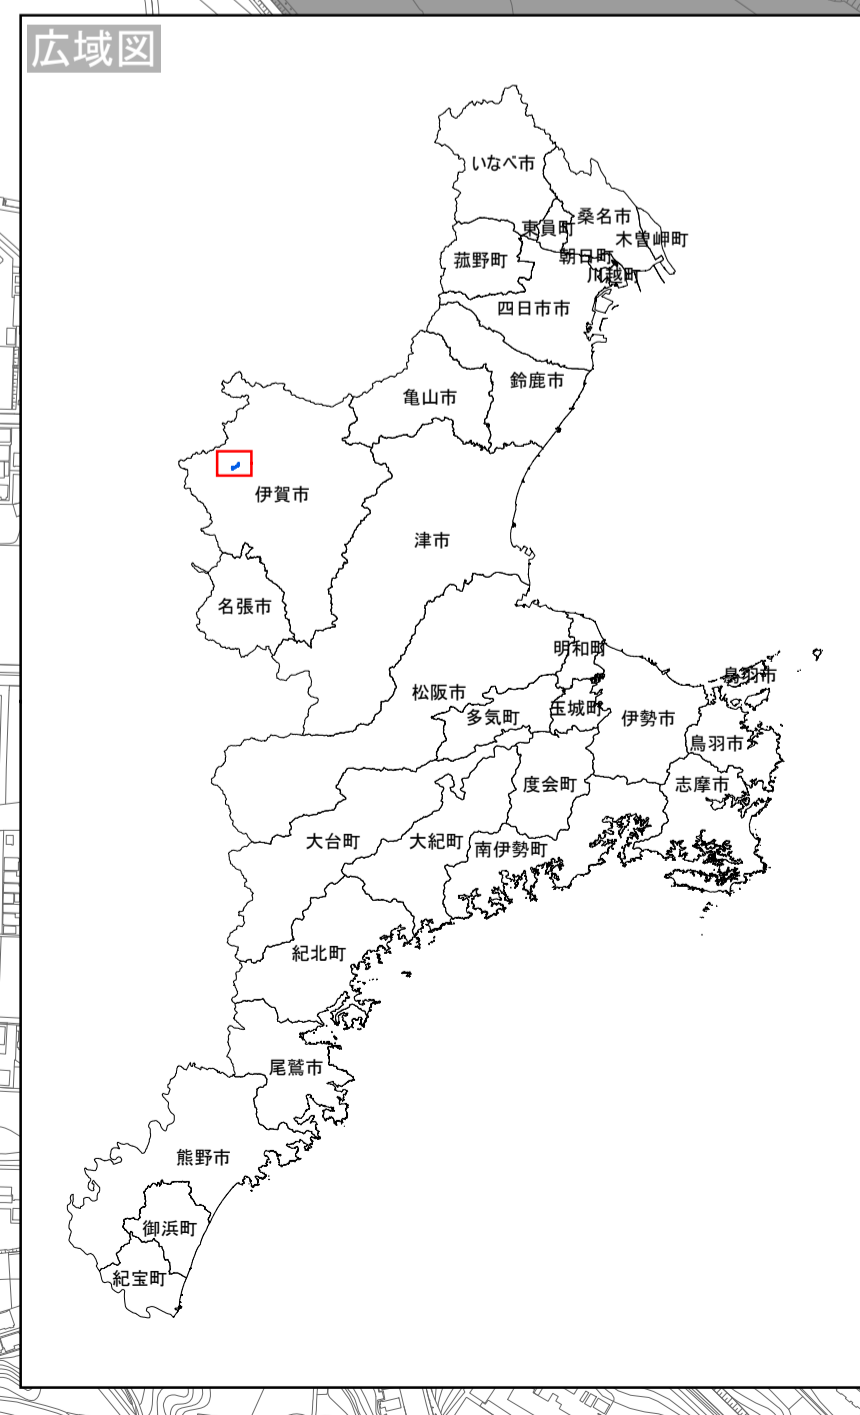 広域図
いなべ市
桑名市
東員町
木曽岬町
朝日町
菰野町
川越町
四日市市
鈴鹿市
亀山市
伊賀市
津市
名張市
明和町
鳥羽市
松阪市
玉城町
多気町
伊勢市
鳥羽市
度会町
志摩市
大台町
大紀町
南伊勢町
紀北町
尾鷲市
熊野市
御浜町
紀宝町